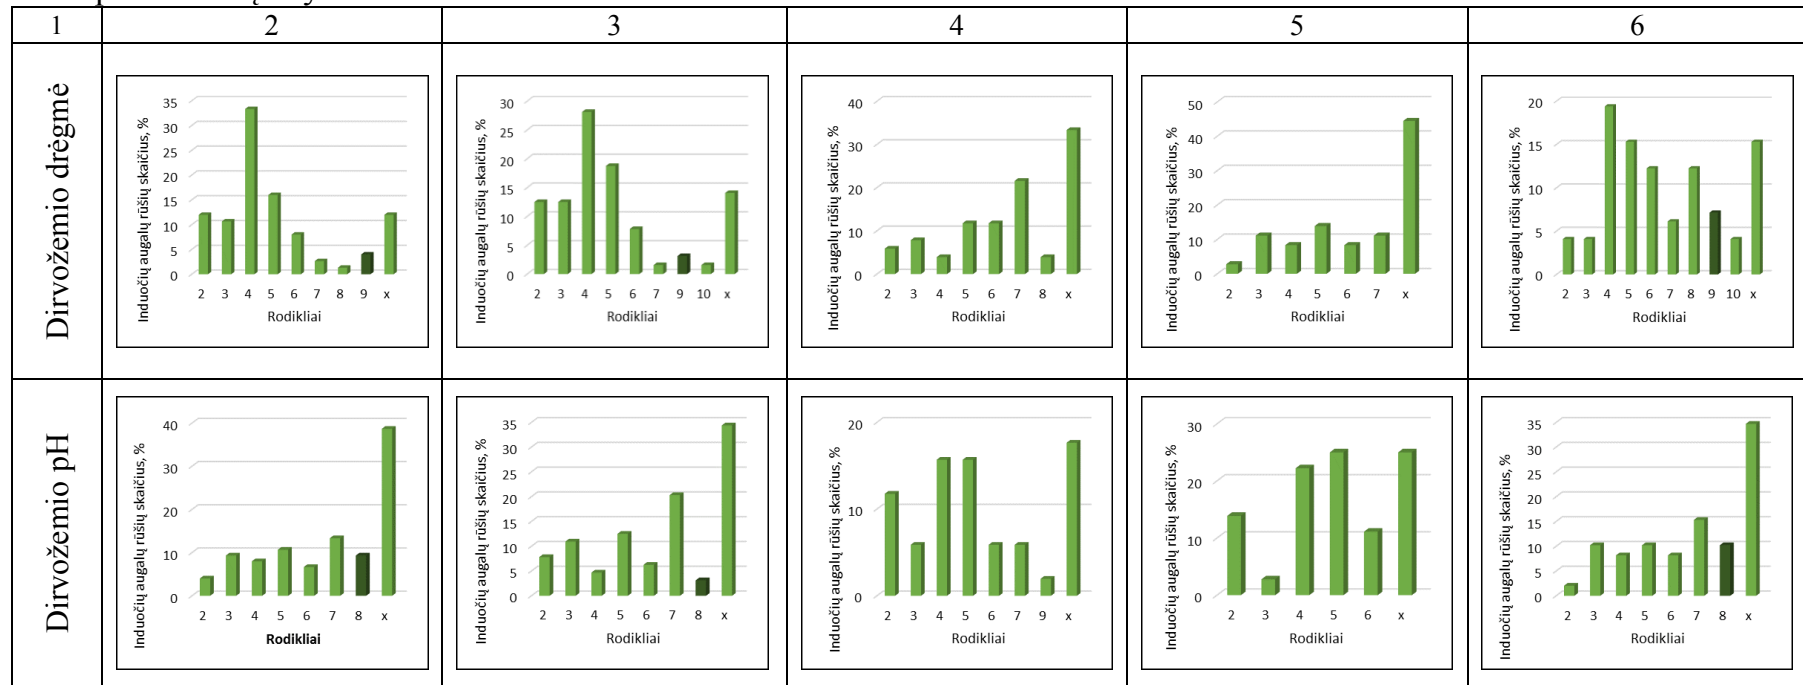 1 2 3 4 5 6
Dirvožemio drėgmė
Induočių augalų rūšių skaičius, %
35
30
25
20
15
10
5
0
2 3 4 5 6 7 8 9 x
Rodikliai
Induočių augalų rūšių skaičius, %
30
25
20
15
10
5
0
2 3 4 5 6 7 9 10 x
Rodikliai
Induočių augalų rūšių skaičius, %
40
30
20
10
0
2 3 4 5 6 7 8 x
Rodikliai
Induočių augalų rūšių skaičius, %
50
40
30
20
10
0
2 3 4 5 6 7 x
Rodikliai
Induočių augalų rūšių skaičius, %
20
15
10
5
0
2 3 4 5 6 7 8 9 10 x
Rodikliai
Dirvožemio pH
Induočių augalų rūšių skaičius, %
40
30
20
10
0
2 3 4 5 6 7 8 x
Rodikliai
Induočių augalų rūšių skaičius, %
35
30
25
20
15
10
5
0
2 3 4 5 6 7 8 x
Rodikliai
Induočių augalų rūšių skaičius, %
20
10
0
2 3 4 5 6 7 9 x
Rodikliai
Induočių augalų rūšių skaičius, %
30
20
10
0
2 3 4 5 6 x
Rodikliai
Induočių augalų rūšių skaičius, %
35
30
25
20
15
10
5
0
2 3 4 5 6 7 8 x
Rodikliai